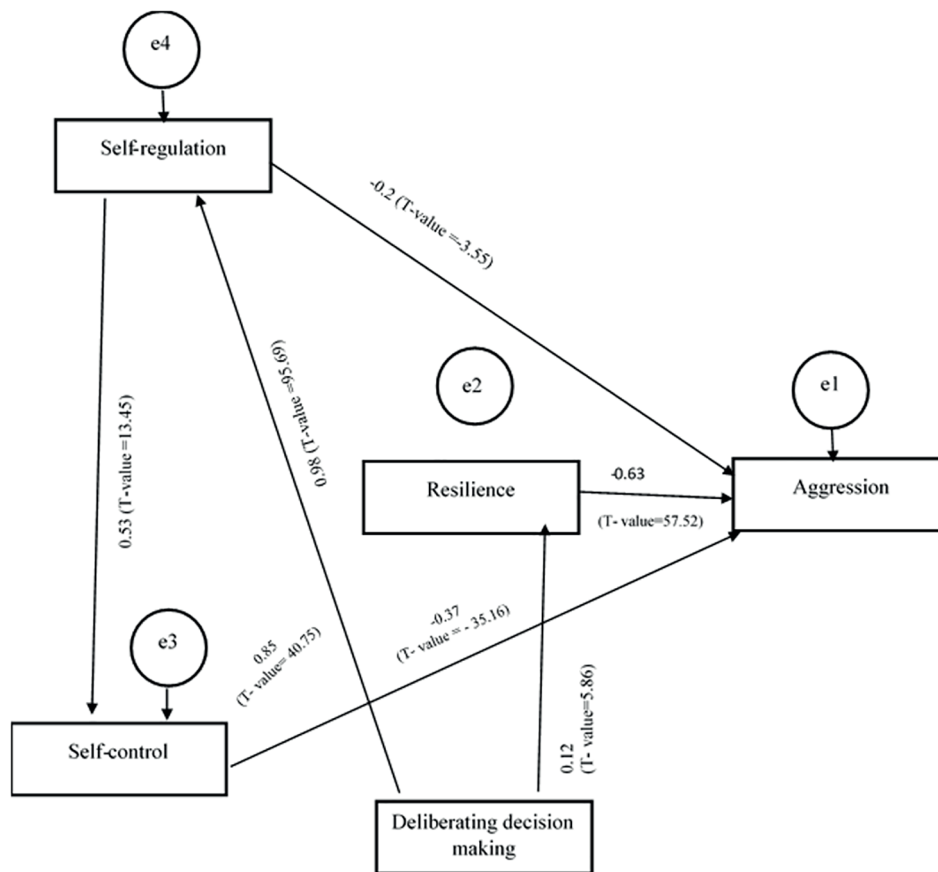 e4
Self-regulation
-0.2 (T-value =-3.55)
0.98 (T-value =95.69)
e2
e1
0.53 (T-value =13.45)
Resilience
-0.63
(T- value=57.52)
Aggression
e3
0.85
(T- value= 40.75)
-0.37
(T- value = - 35.16)
0.12
(T- value=5.86)
Self-control
Deliberating decision
making